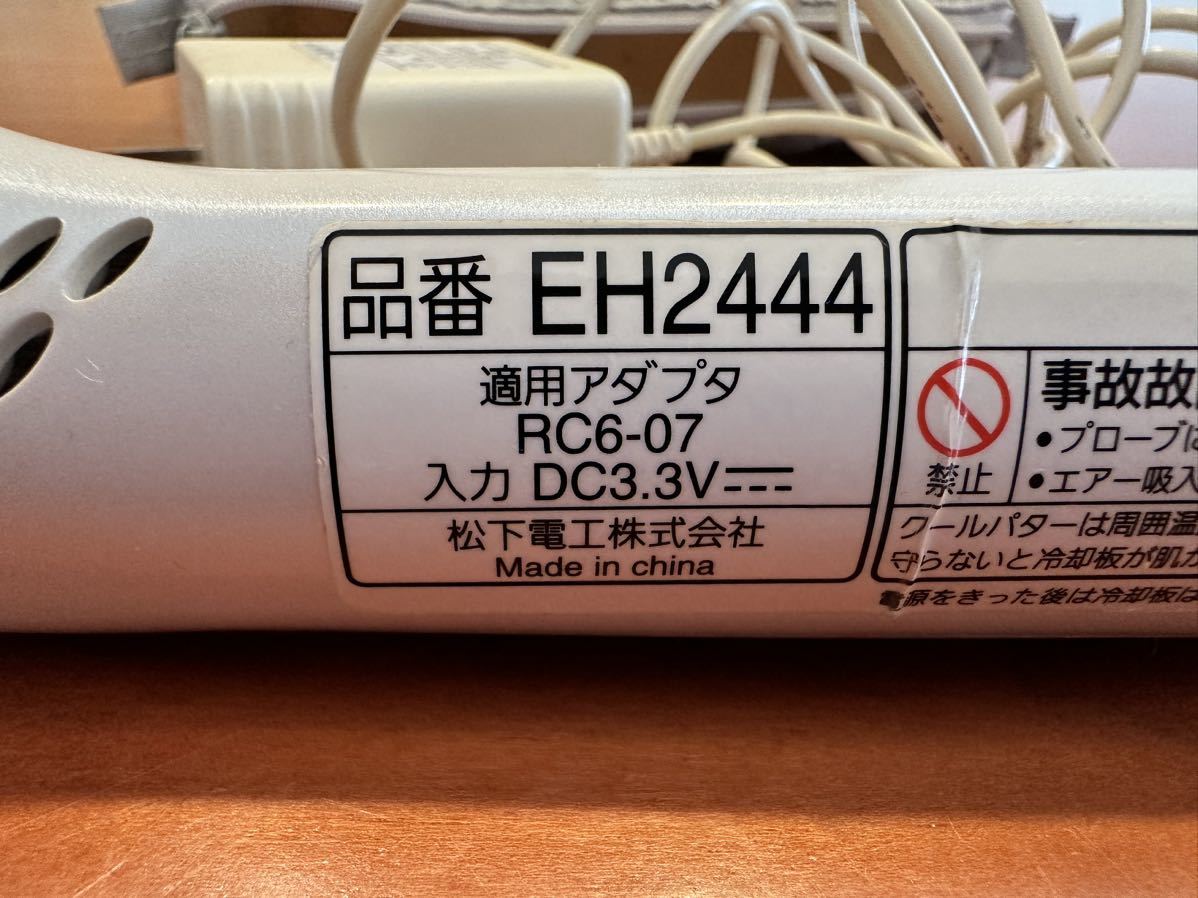 品番 EH2444
適用アダプタ
RC6-07
入力 DC3.3V
松下電工株式会社
Made in china
禁止
事故故
•プローブは
•エアー吸入
クールパターは周囲温
守らないと冷却板が肌が
電源をきった後は冷却板は